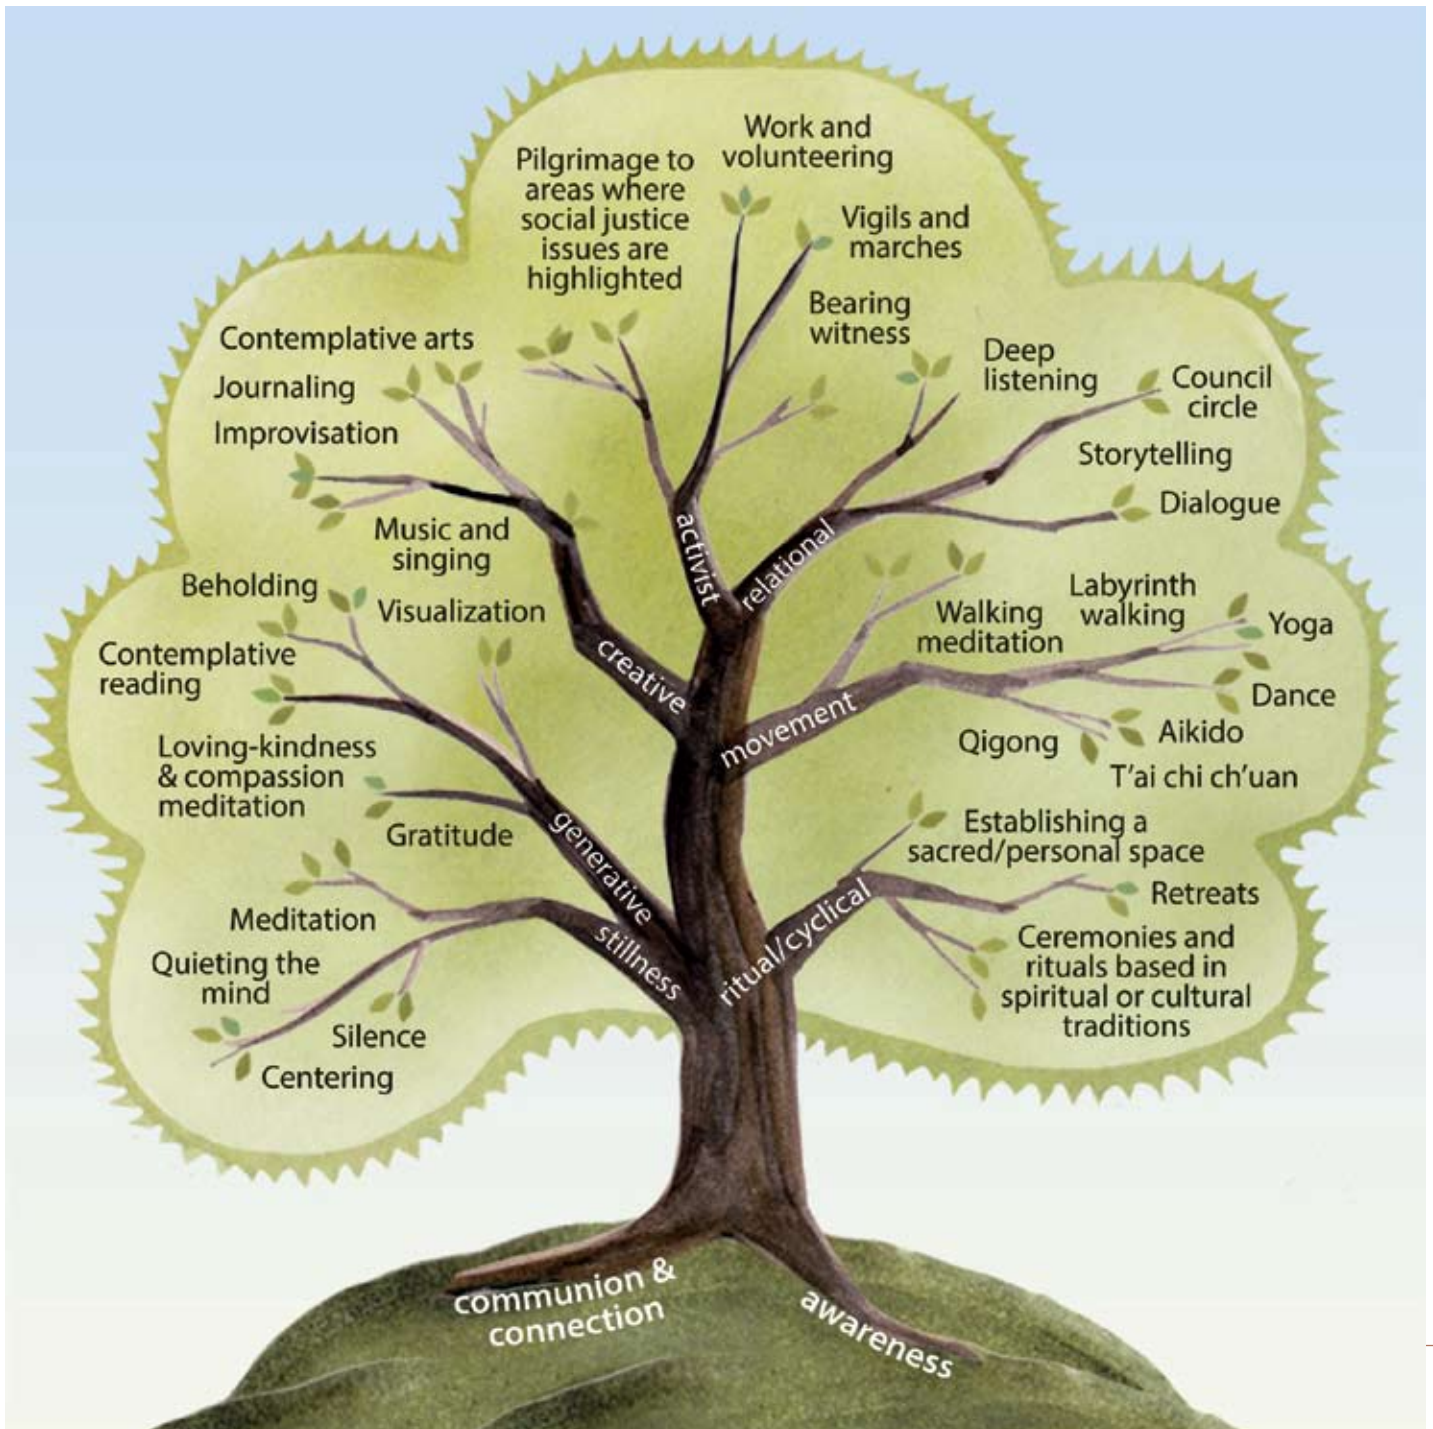 Work and
volunteering
Pilgrimage to
areas where
social justice
issues are
highlighted
Vigils and
marches
Bearing
witness
Deep
listening
Council
circle
Storytelling
Dialogue
Contemplative arts
Journaling
Improvisation
Music and
singing
activist
relational
Beholding
Visualization
Contemplative
reading
Loving-kindness
& compassion
meditation
Gratitude
creative
generative
Walking
meditation
Labyrinth
walking
Yoga
Dance
Aikido
Qigong
T'ai chi ch'uan
movement
Meditation
Quieting the
mind
Silence
Centering
stillness
Establishing a
sacred/personal space
Retreats
Ceremonies and
rituals based in
spiritual or cultural
traditions
ritual/cyclical
communion &
connection
awareness